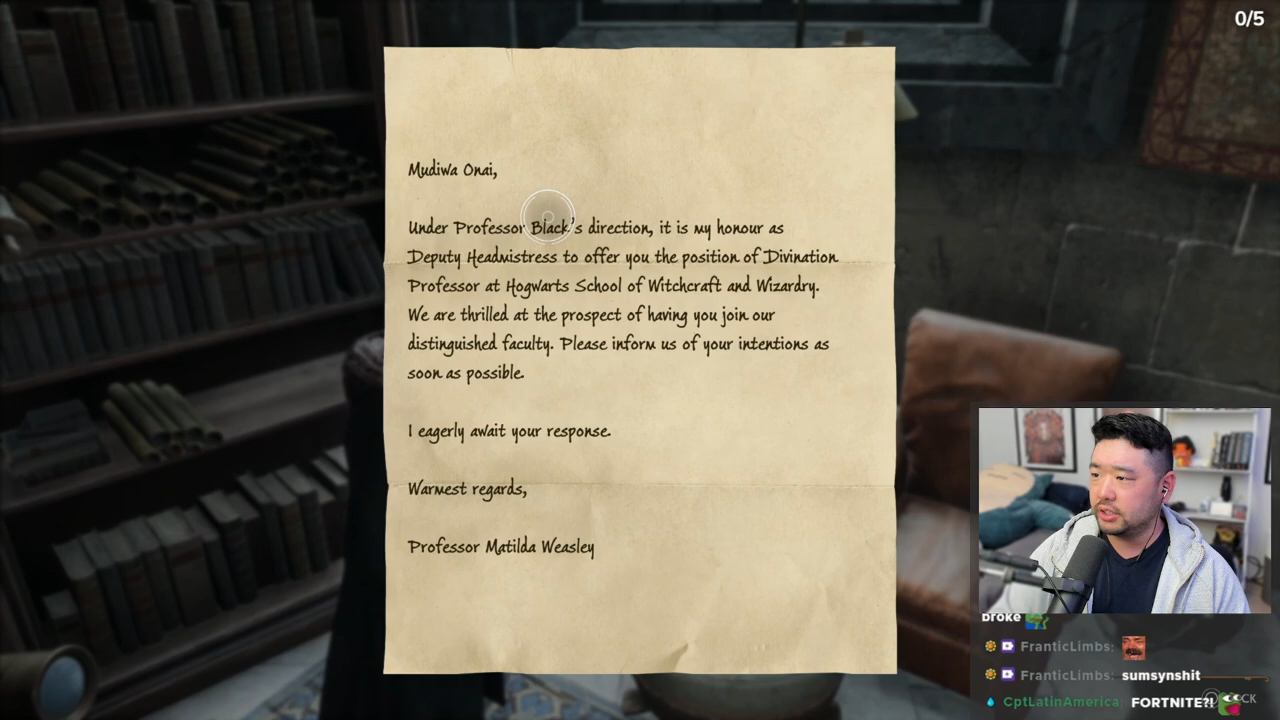 0/5
Mudiwa Onai,
Under Professor Black's direction, it is my honour as
Deputy Headmistress to offer you the position of Divination
Professor at Hogwarts School of Witchcraft and Wizardry.
We are thrilled at the prospect of having you join our
distinguished faculty. Please inform us of your intentions as
soon as possible.
I eagerly await your response.
Warmest regards,
Professor Matilda Weasley
broke
FranticLimbs:
FranticLimbs: sumsynshit
CptLatinAmerica: FORTNITE?!